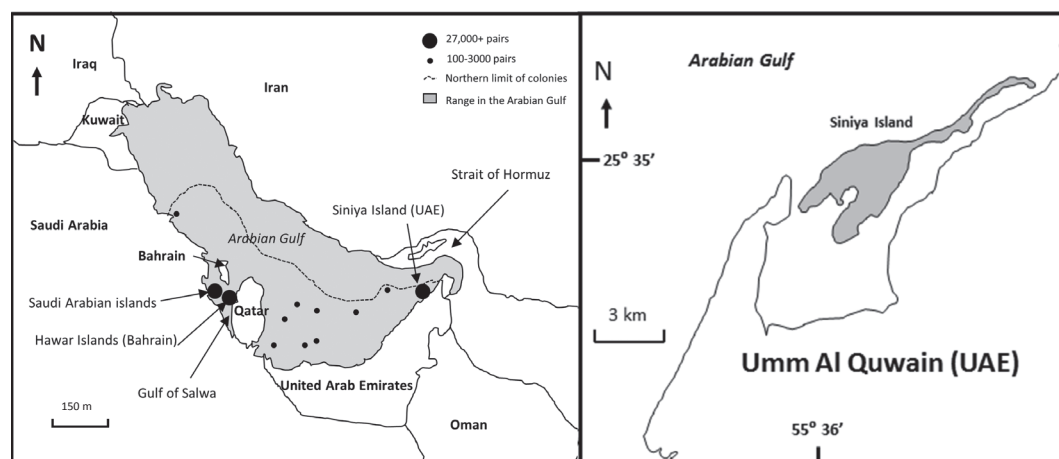 N
Iraq
Iran
Kuwait
27,000+ pairs
100-3000 pairs
Northern limit of colonies
Range in the Arabian Gulf
Strait of Hormuz
Siniya Island (UAE)
Saudi Arabia
Arabian Gulf
Bahrain
Saudi Arabian islands
Qatar
Hawar Islands (Bahrain)
Gulf of Salwa
United Arab Emirates
150 m
Oman
Arabian Gulf
N
Siniya Island
25° 35’
3 km
Umm Al Quwain (UAE)
55° 36’